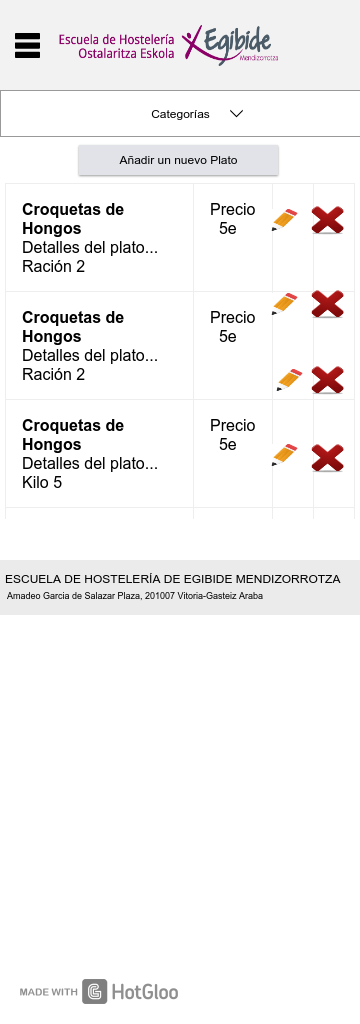 Escuela de Hostelería
Ostalaritza Eskola
Egibide
Mendizorrotza
Categorías
Añadir un nuevo Plato
Croquetas de
Hongos
Detalles del plato...
Ración 2
Precio
5e
Croquetas de
Hongos
Detalles del plato...
Ración 2
Precio
5e
Croquetas de
Hongos
Detalles del plato...
Kilo 5
Precio
5e
ESCUELA DE HOSTELERÍA DE EGIBIDE MENDIZORROTZA
Amadeo Garcia de Salazar Plaza, 201007 Vitoria-Gasteiz Araba
MADE WITH HotGloo